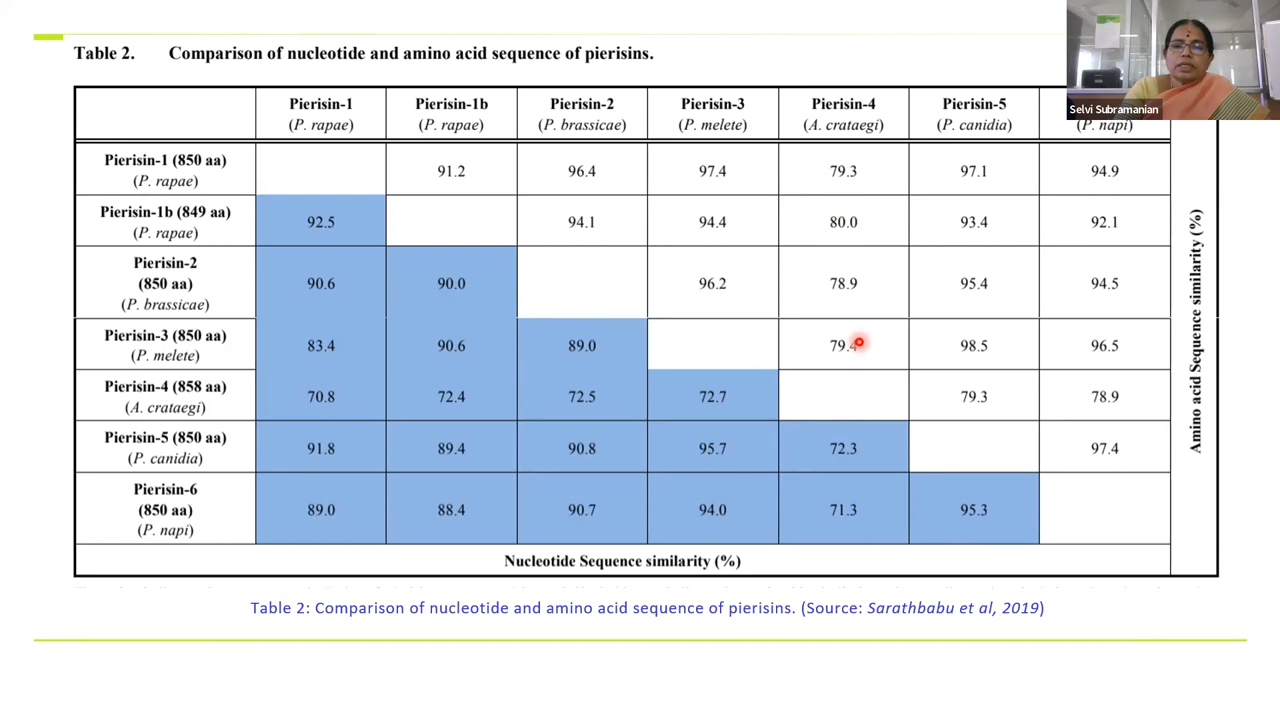 Table 2. Comparison of nucleotide and amino acid sequence of pierisins.
Selvi Subramanian
Pierisin-1 Pierisin-1b Pierisin-2 Pierisin-3 Pierisin-4 Pierisin-5
(P. rapae) (P. rapae) (P. brassicae) (P. melete) (A. crataegi) (P. canidia) (P. napi)
Pierisin-1 (850 aa)
(P. rapae)
91.2 96.4 97.4 79.3 97.1 94.9
Pierisin-1b (849 aa)
(P. rapae)
92.5 94.1 94.4 80.0 93.4 92.1
Pierisin-2
(850 aa)
(P. brassicae)
90.6 90.0 96.2 78.9 95.4 94.5
Pierisin-3 (850 aa)
(P. melete)
83.4 90.6 89.0 79.4 98.5 96.5
Pierisin-4 (858 aa)
(A. crataegi)
70.8 72.4 72.5 72.7 79.3 78.9
Pierisin-5 (850 aa)
(P. canidia)
91.8 89.4 90.8 95.7 72.3 97.4
Pierisin-6
(850 aa)
(P. napi)
89.0 88.4 90.7 94.0 71.3 95.3
Nucleotide Sequence similarity (%)
Amino acid Sequence similarity (%)
Table 2: Comparison of nucleotide and amino acid sequence of pierisins. (Source: Sarathbabu et al, 2019)